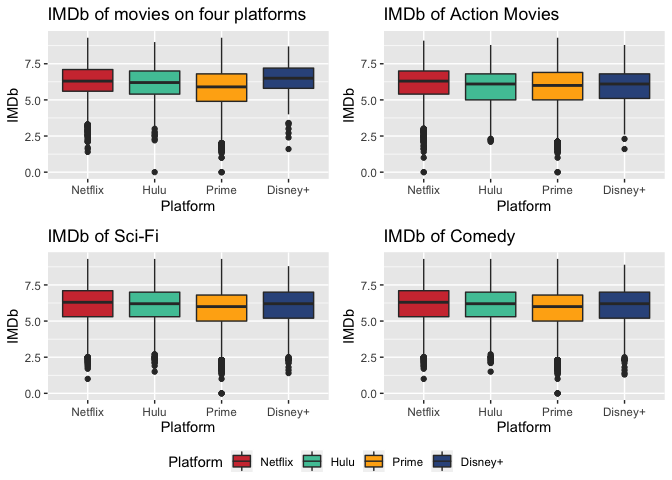 IMDb of movies on four platforms
IMDb
7.5
5.0
2.5
0.0
Netflix Hulu Prime Disney+
Platform
IMDb of Action Movies
IMDb
7.5
5.0
2.5
0.0
Netflix Hulu Prime Disney+
Platform
IMDb of Sci-Fi
IMDb
7.5
5.0
2.5
0.0
Netflix Hulu Prime Disney+
Platform
IMDb of Comedy
IMDb
7.5
5.0
2.5
0.0
Netflix Hulu Prime Disney+
Platform
Platform Netflix Hulu Prime Disney+